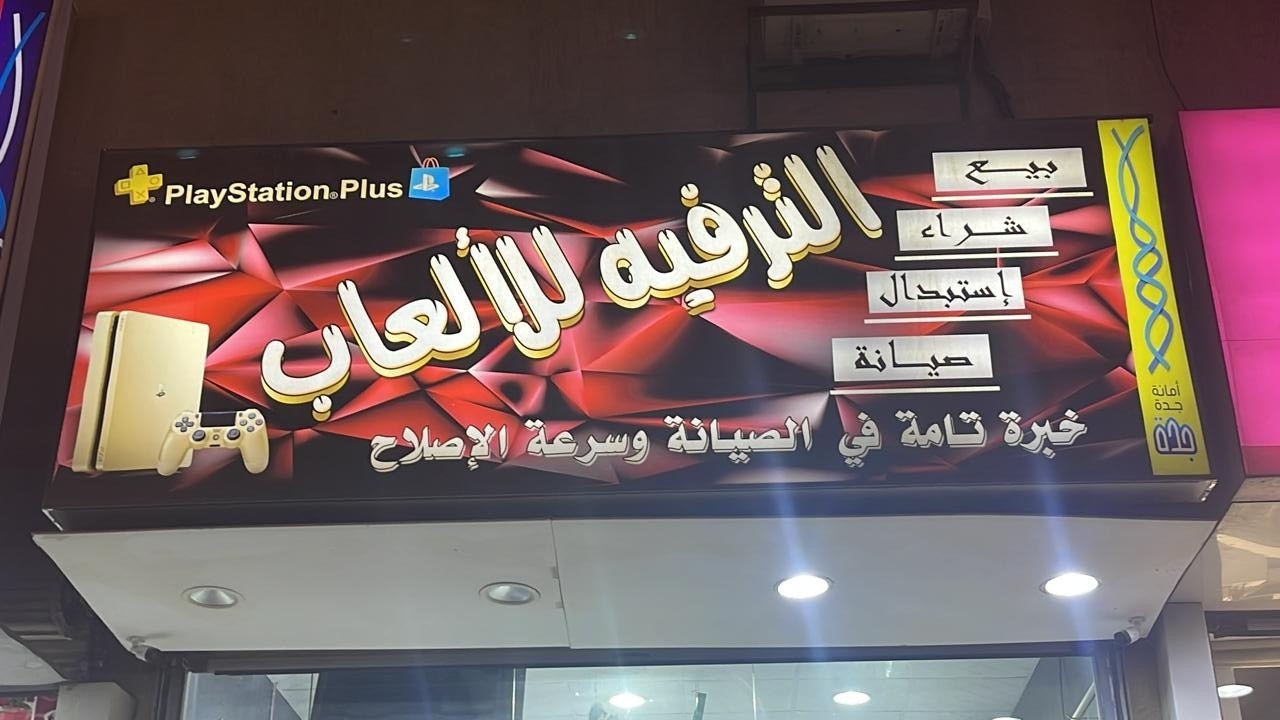 PlayStation®Plus
الترفيه للألعاب
بيع
شراء
إستبدال
صيانة
خبرة تامة في الصيانة وسرعة الإصلاح
أمانة
جدة